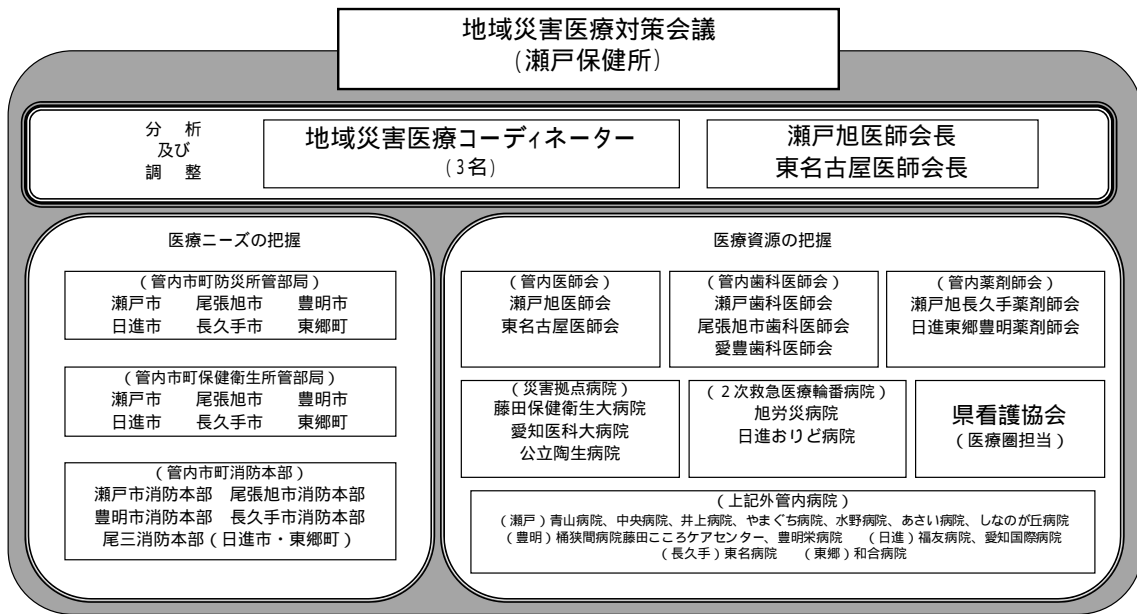 地域災害医療対策会議
(瀬戸保健所)
分　析
及び
調　整
地域災害医療コーディネーター
(3名)
瀬戸旭医師会長
東名古屋医師会長
医療ニーズの把握
(管内市町防災所管部局)
瀬戸市　尾張旭市　豊明市
日進市　長久手市　東郷町
(管内市町保健衛生所管部局)
瀬戸市　尾張旭市　豊明市
日進市　長久手市　東郷町
(管内市町消防本部)
瀬戸市消防本部　尾張旭市消防本部
豊明市消防本部　長久手市消防本部
尾三消防本部(日進市・東郷町)
医療資源の把握
(管内医師会)
瀬戸旭医師会
東名古屋医師会
(管内歯科医師会)
瀬戸歯科医師会
尾張旭市歯科医師会
愛豊歯科医師会
(管内薬剤師会)
瀬戸旭長久手薬剤師会
日進東郷豊明薬剤師会
(災害拠点病院)
藤田保健衛生大病院
愛知医科大病院
公立陶生病院
(2次救急医療輪番病院)
旭労災病院
日進おりど病院
県看護協会
(医療圏担当)
(上記外管内病院)
(瀬戸)青山病院、中央病院、井上病院、やまぐち病院、水野病院、あさい病院、しなのが丘病院
(豊明)桶狭間病院藤田こころケアセンター、豊明栄病院　(日進)福友病院、愛知国際病院
(長久手)東名病院　(東郷)和合病院